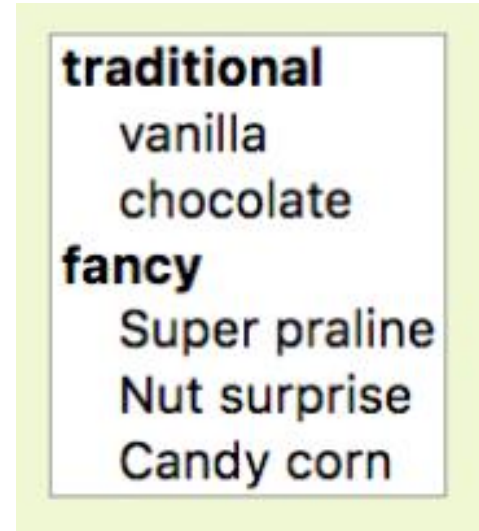 traditional
vanilla
chocolate
fancy
Super praline
Nut surprise
Candy corn